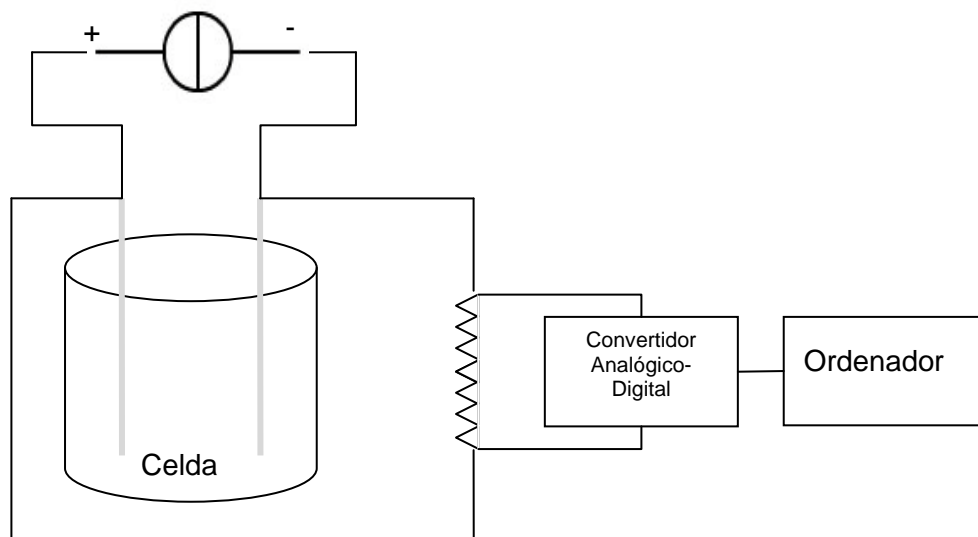 + -
Convertidor
Analógico-
Digital
Ordenador
Celda